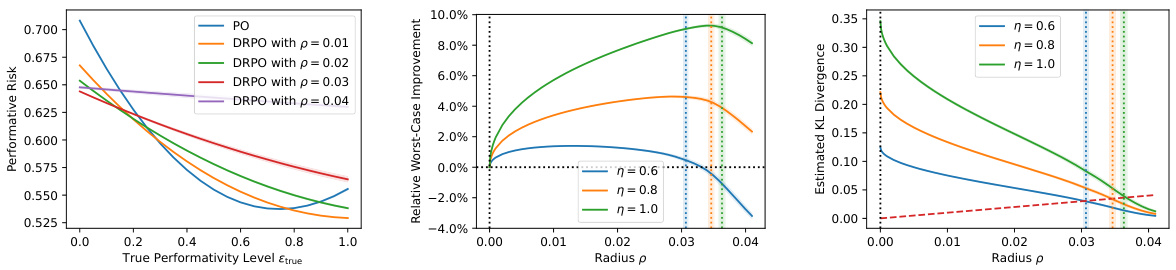 Performative Risk
0.700
0.675
0.650
0.625
0.600
0.575
0.550
0.525
PO
DRPO with ρ = 0.01
DRPO with ρ = 0.02
DRPO with ρ = 0.03
DRPO with ρ = 0.04
0.0 0.2 0.4 0.6 0.8 1.0
True Performativity Level ε_true
Relative Worst-Case Improvement
10.0%
8.0%
6.0%
4.0%
2.0%
0.0%
−2.0%
−4.0%
η = 0.6
η = 0.8
η = 1.0
0.00 0.01 0.02 0.03 0.04
Radius ρ
Estimated KL Divergence
0.35
0.30
0.25
0.20
0.15
0.10
0.05
0.00
η = 0.6
η = 0.8
η = 1.0
0.00 0.01 0.02 0.03 0.04
Radius ρ